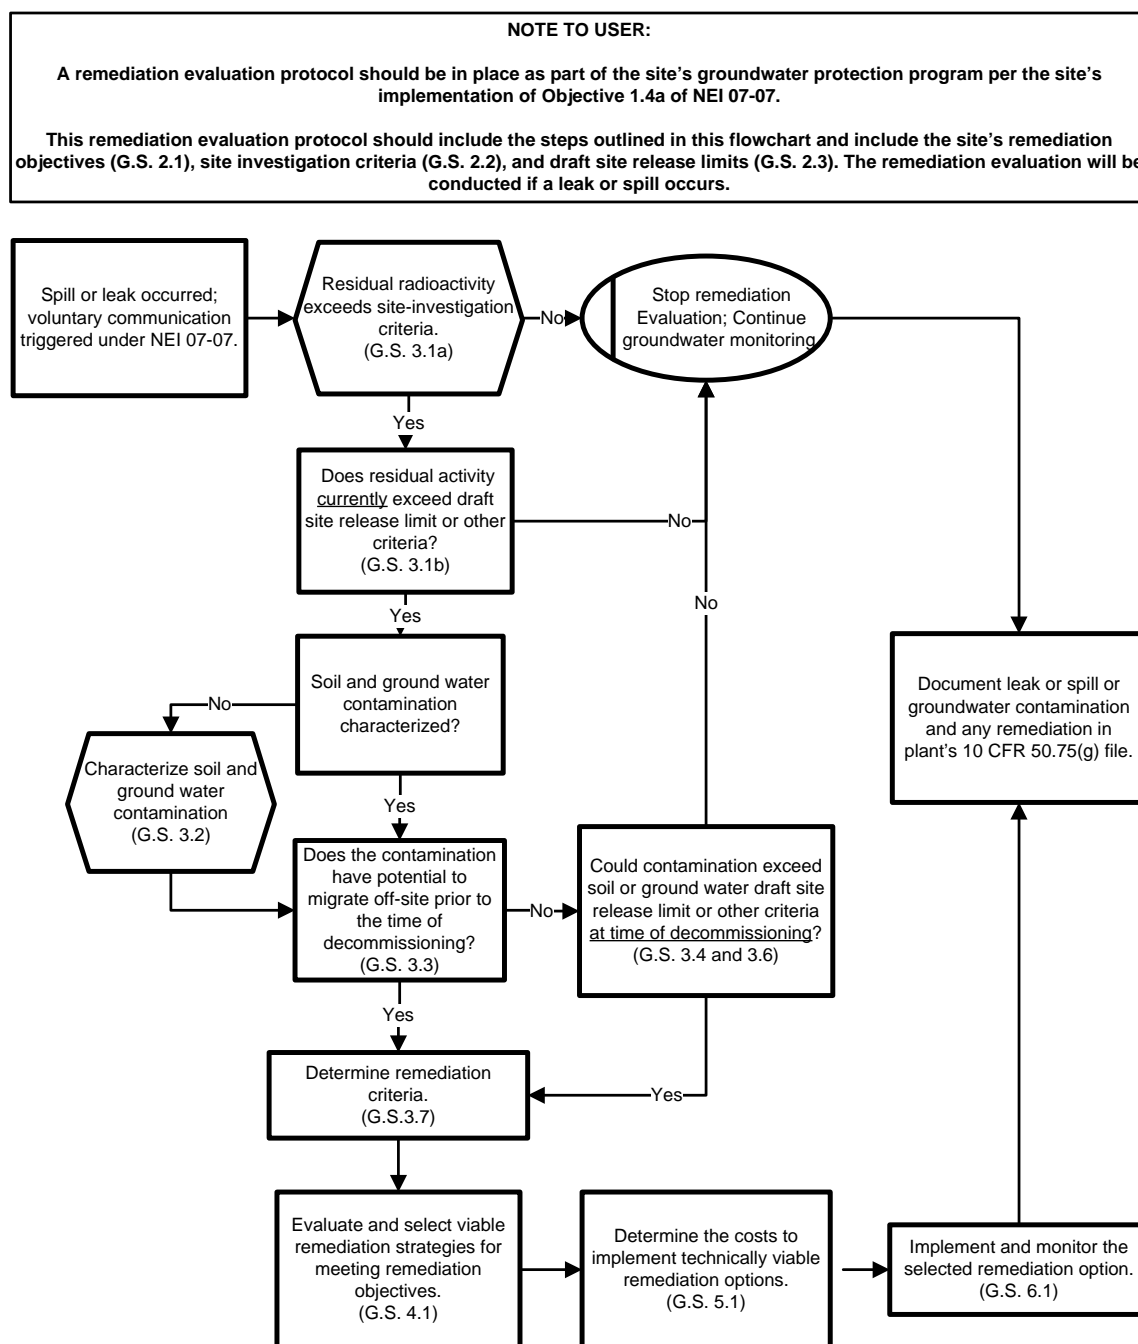 NOTE TO USER:
A remediation evaluation protocol should be in place as part of the site's groundwater protection program per the site's
implementation of Objective 1.4a of NEI 07-07.
This remediation evaluation protocol should include the steps outlined in this flowchart and include the site's remediation
objectives (G.S. 2.1), site investigation criteria (G.S. 2.2), and draft site release limits (G.S. 2.3). The remediation evaluation will be
conducted if a leak or spill occurs.
Spill or leak occurred;
voluntary communication
triggered under NEI 07-07.
Residual radioactivity
exceeds site-investigation
criteria.
(G.S. 3.1a)
No
Stop remediation
Evaluation; Continue
groundwater monitoring
Yes
Does residual activity
currently exceed draft
site release limit or other
criteria?
(G.S. 3.1b)
No
Yes
No
Soil and ground water
contamination
characterized?
No
Document leak or spill or
groundwater contamination
and any remediation in
plant's 10 CFR 50.75(g) file.
Characterize soil and
ground water
contamination
(G.S. 3.2)
Yes
Does the contamination
have potential to
migrate off-site prior to
the time of
decommissioning?
(G.S. 3.3)
No
Could contamination exceed
soil or ground water draft site
release limit or other criteria
at time of decommissioning?
(G.S. 3.4 and 3.6)
Yes
Determine remediation
criteria.
(G.S.3.7)
Yes
Evaluate and select viable
remediation strategies for
meeting remediation
objectives.
(G.S. 4.1)
Determine the costs to
implement technically viable
remediation options.
(G.S. 5.1)
Implement and monitor the
selected remediation option.
(G.S. 6.1)